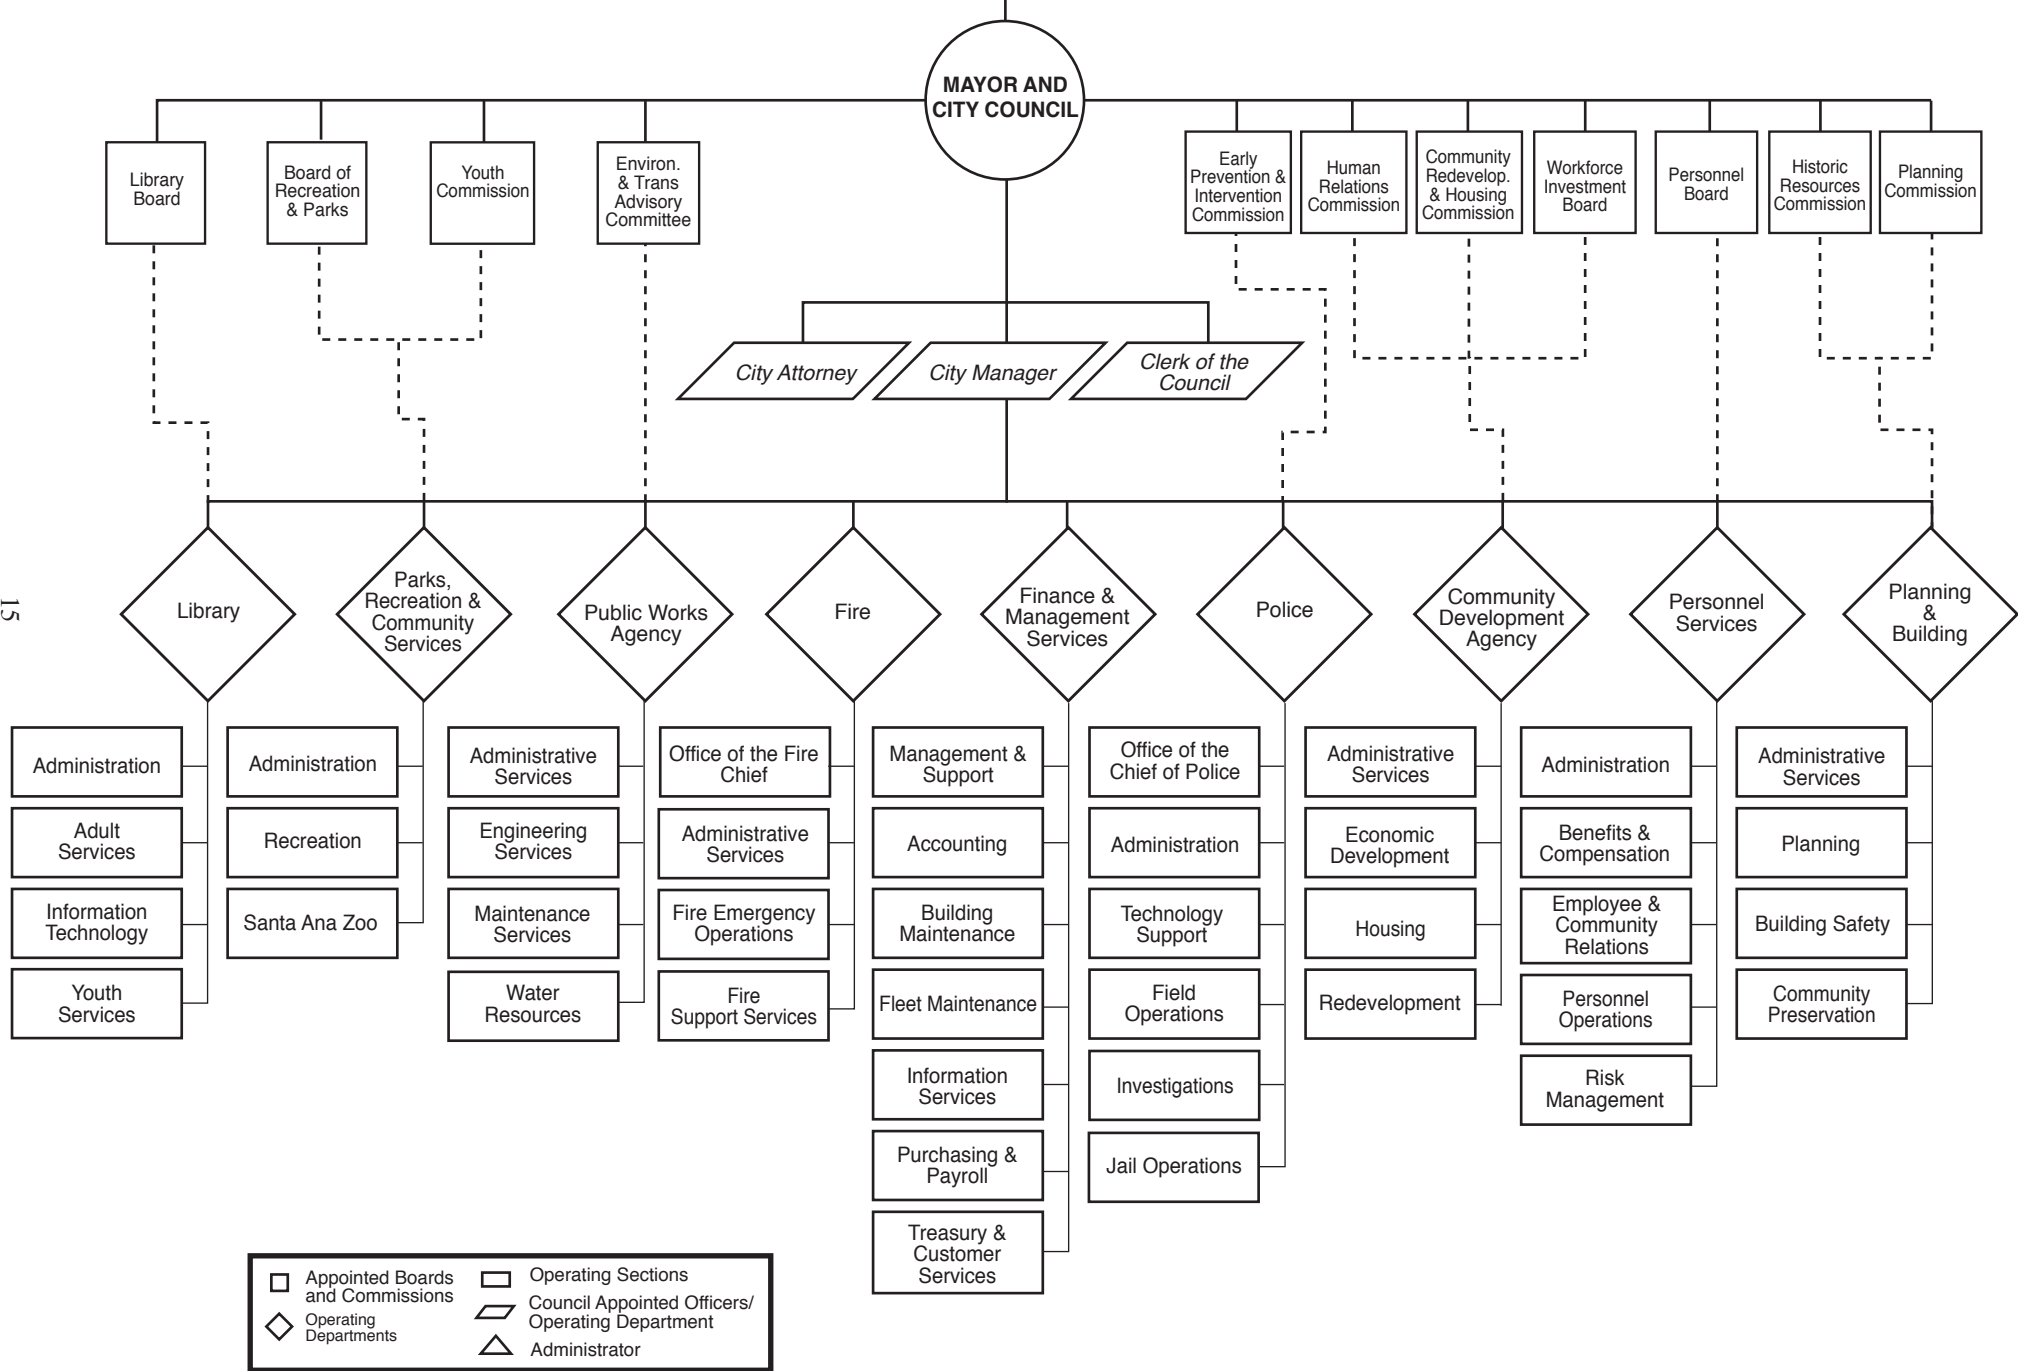 MAYOR AND
CITY COUNCIL
Library
Board
Board of
Recreation
& Parks
Youth
Commission
Environ.
& Trans
Advisory
Committee
Early
Prevention &
Intervention
Commission
Human
Relations
Commission
Community
Redevelop.
& Housing
Commission
Workforce
Investment
Board
Personnel
Board
Historic
Resources
Commission
Planning
Commission
City Attorney
City Manager
Clerk of the
Council
15
Library
Parks,
Recreation &
Community
Services
Public Works
Agency
Fire
Finance &
Management
Services
Police
Community
Development
Agency
Personnel
Services
Planning
&
Building
Administration
Adult
Services
Information
Technology
Youth
Services
Administration
Recreation
Santa Ana Zoo
Administrative
Services
Engineering
Services
Maintenance
Services
Water
Resources
Office of the Fire
Chief
Administrative
Services
Fire Emergency
Operations
Fire
Support Services
Management &
Support
Accounting
Building
Maintenance
Fleet Maintenance
Information
Services
Purchasing &
Payroll
Treasury &
Customer
Services
Office of the
Chief of Police
Administration
Technology
Support
Field
Operations
Investigations
Jail Operations
Administrative
Services
Economic
Development
Housing
Redevelopment
Administration
Benefits &
Compensation
Employee &
Community
Relations
Personnel
Operations
Risk
Management
Administrative
Services
Planning
Building Safety
Community
Preservation
Appointed Boards
and Commissions
Operating
Departments
Operating Sections
Council Appointed Officers/
Operating Department
Administrator